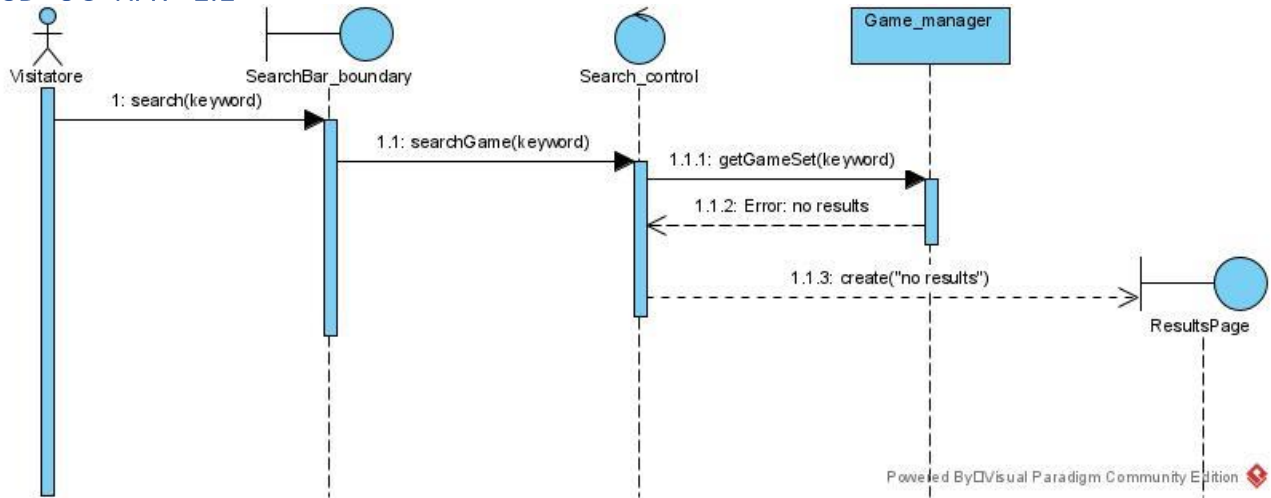 Game_manager
Visitatore
SearchBar_boundary
Search_control
1: search(keyword)
1.1: searchGame(keyword)
1.1.1: getGameSet(keyword)
1.1.2: Error: no results
1.1.3: create("no results")
ResultsPage
Powered By Visual Paradigm Community Edition